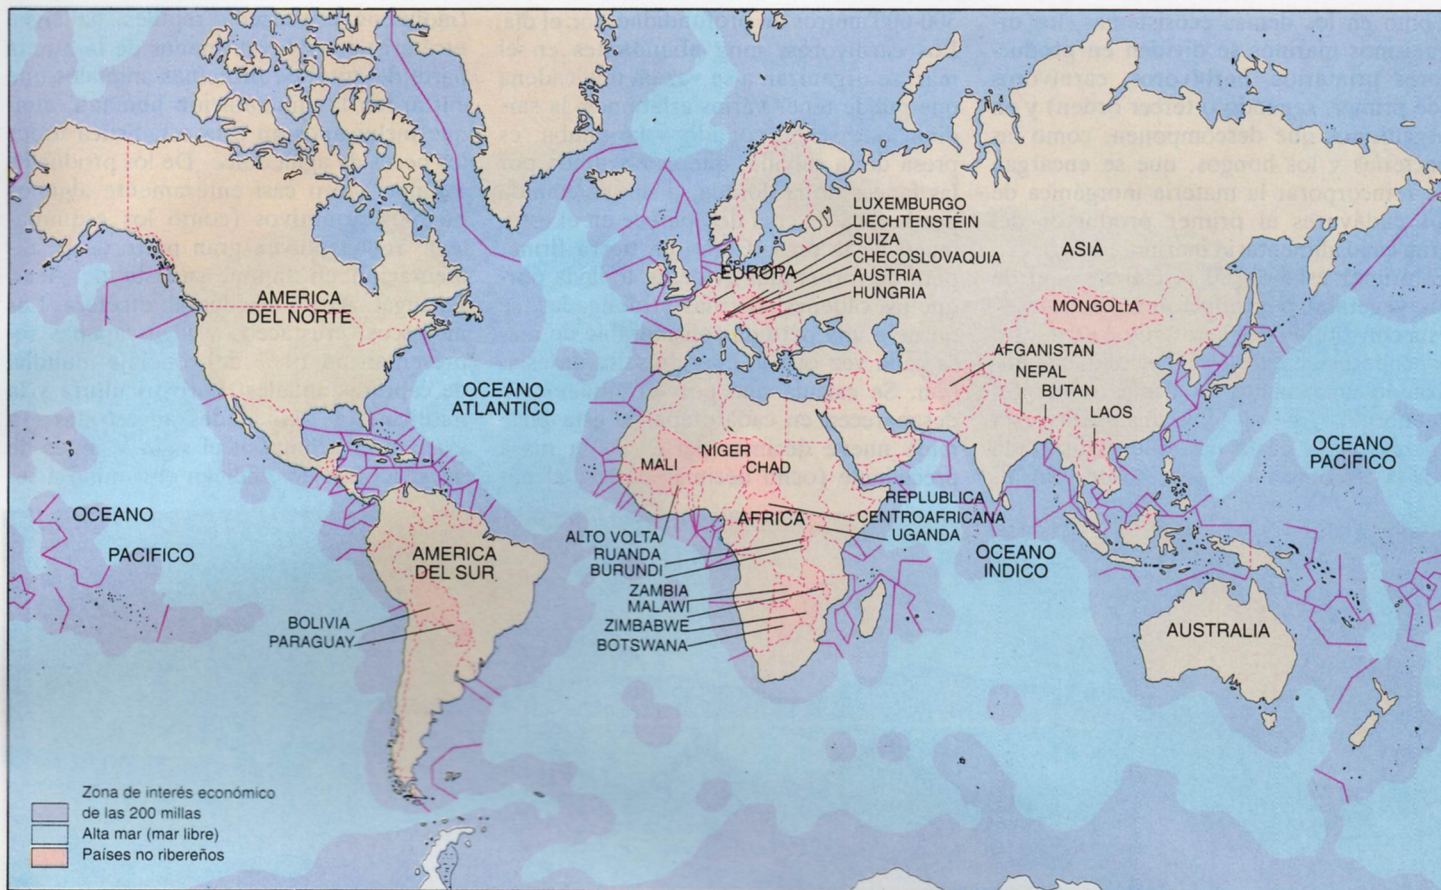 AMERICA
DEL NORTE
OCEANO
ATLANTICO
OCEANO
PACIFICO
AMERICA
DEL SUR
BOLIVIA
PARAGUAY
EUROPA
LUXEMBURGO
LIECHTENSTÉIN
SUIZA
CHECOSLOVAQUIA
AUSTRIA
HUNGRIA
ASIA
MONGOLIA
AFGANISTAN
NEPAL
BUTAN
LAOS
MALI
NIGER
CHAD
AFRICA
REPLUBLICA
CENTROAFRICANA
UGANDA
ALTO VOLTA
RUANDA
BURUNDI
ZAMBIA
MALAWI
ZIMBABWE
BOTSWANA
OCEANO
INDICO
OCEANO
PACIFICO
AUSTRALIA
Zona de interés económico
de las 200 millas
Alta mar (mar libre)
Países no ribereños